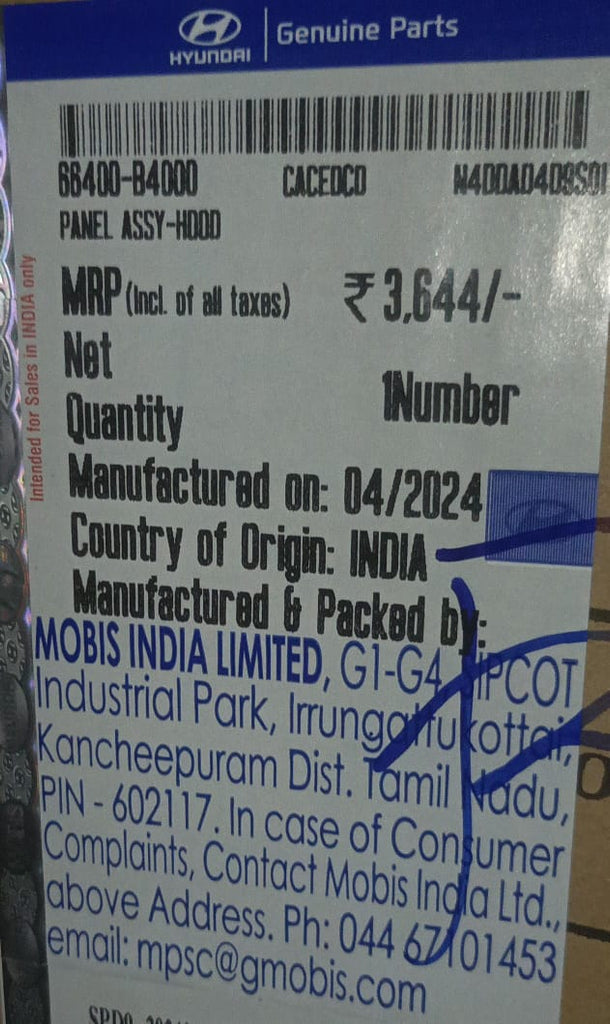 HYUNDAI | Genuine Parts
66400-B4000 CACEDCD N4DDAD4D9S01
PANEL ASSY-HOOD
MRP (Incl. of all taxes) ₹ 3,644/-
Net
Quantity 1Number
Manufactured on: 04/2024
Country of Origin: INDIA
Manufactured & Packed by:
MOBIS INDIA LIMITED, G1-G4, SIPCOT
Industrial Park, Irrungattukottai,
Kancheepuram Dist. Tamil Nadu,
PIN - 602117. In case of Consumer
Complaints, Contact Mobis India Ltd.,
above Address. Ph: 044 67101453
email: mpsc@gmobis.com
Intended for Sales in INDIA only